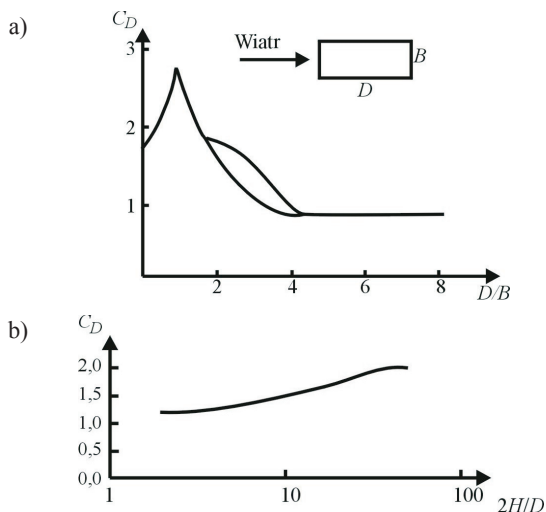 a)
C_D
3
2
1
Wiatr
B
D
2 4 6 8
D/B
b)
C_D
2,0
1,5
1,0
0,5
0,0
1 10 100
2H/D